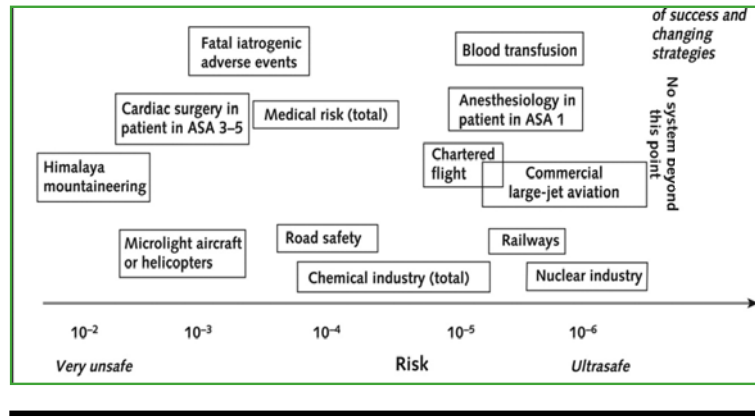 of success and
changing
strategies
Fatal iatrogenic
adverse events
Blood transfusion
Cardiac surgery in
patient in ASA 3–5
Medical risk (total)
Anesthesiology in
patient in ASA 1
No system beyond
this point
Himalaya
mountaineering
Chartered
flight
Commercial
large-jet aviation
Microlight aircraft
or helicopters
Road safety
Railways
Chemical industry (total)
Nuclear industry
10⁻² 10⁻³ 10⁻⁴ 10⁻⁵ 10⁻⁶
Very unsafe Risk Ultrasafe